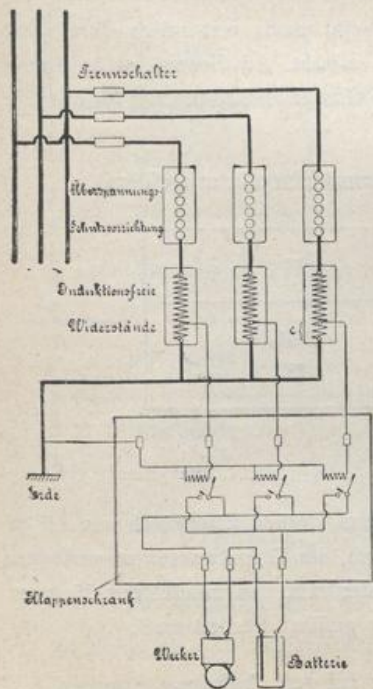 Trennschalter
Überspannungs-
Schutzvorrichtung
Induktionsfreie
Widerstände
c
Erde
Klappenschrank
Wecker
Batterie